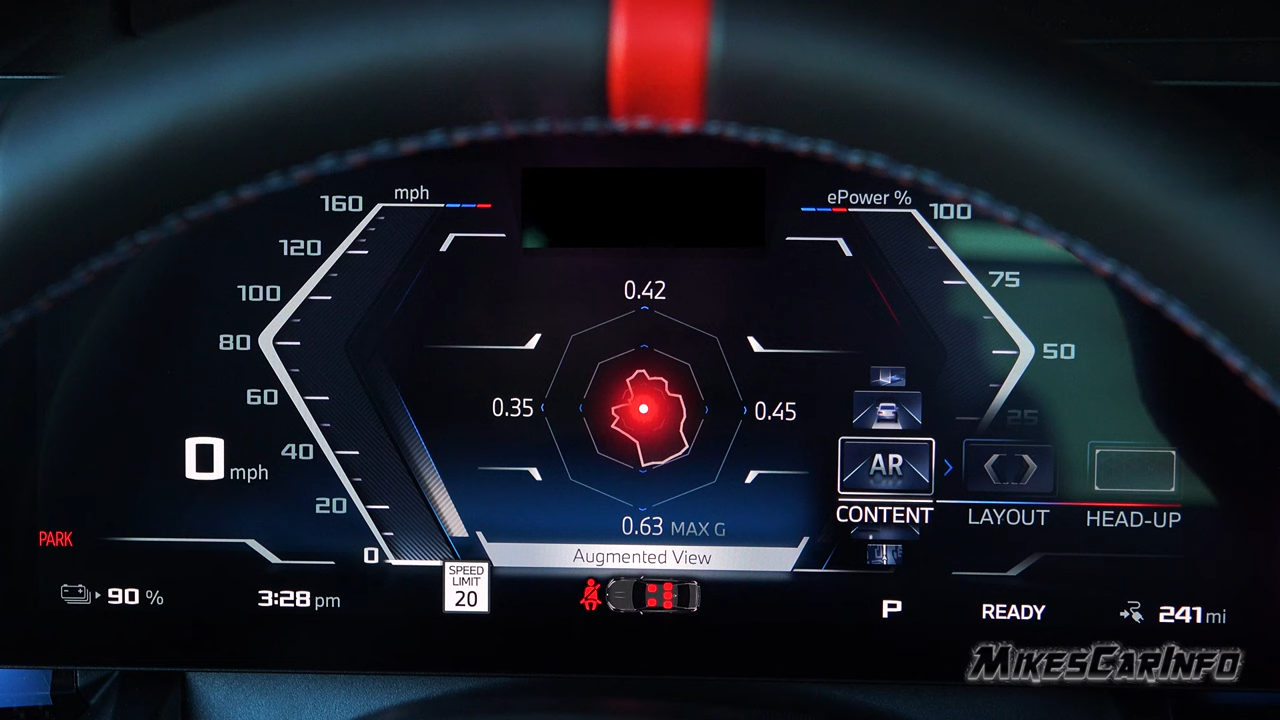 mph
ePower %
160
100
120
75
0.42
100
80
50
0.35
0.45
60
25
40
AR
0 mph
20
CONTENT
LAYOUT
HEAD-UP
0.63 MAX G
PARK
0
Augmented View
SPEED
LIMIT
20
90 %
3:28 pm
P
READY
241 mi
MIKESCARINFO